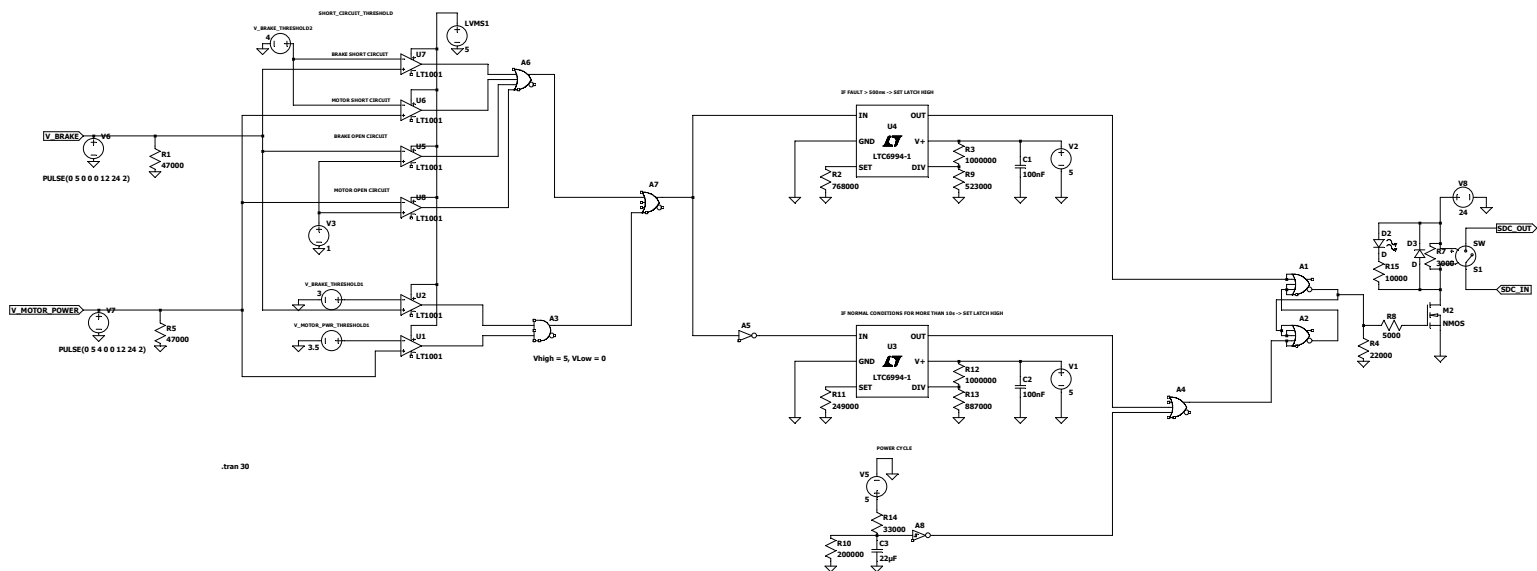 SHORT_CIRCUIT_THRESHOLD
V_BRAKE_THRESHOLD2
4
LVMS1
5
BRAKE SHORT CIRCUIT
U7
LT1001
A6
MOTOR SHORT CIRCUIT
U6
LT1001
V_BRAKE
V6
PULSE(0 5 0 0 0 12 24 2)
R1
47000
BRAKE OPEN CIRCUIT
U5
LT1001
MOTOR OPEN CIRCUIT
U8
LT1001
V3
1
A7
V_BRAKE_THRESHOLD1
3
U2
LT1001
V_MOTOR_POWER
V7
PULSE(0 5 4 0 0 12 24 2)
R5
47000
V_MOTOR_PWR_THRESHOLD1
3.5
U1
LT1001
A3
Vhigh = 5, VLow = 0
.tran 30
IF FAULT > 500ms -> SET LATCH HIGH
IN
OUT
U4
GND
V+
LTC6994-1
SET
DIV
R2
768000
R3
1000000
R9
523000
C1
100nF
V2
5
IF NORMAL CONDITIONS FOR MORE THAN 10s -> SET LATCH HIGH
A5
IN
OUT
U3
GND
V+
LTC6994-1
SET
DIV
R11
249000
R12
1000000
R13
887000
C2
100nF
V1
5
A4
POWER CYCLE
V5
5
R14
33000
R10
200000
C3
22µF
A8
A1
A2
V8
24
D2
D
R15
10000
D3
D
R7
3000
SW
S1
SDC_OUT
SDC_IN
M2
NMOS
R8
5000
R4
22000